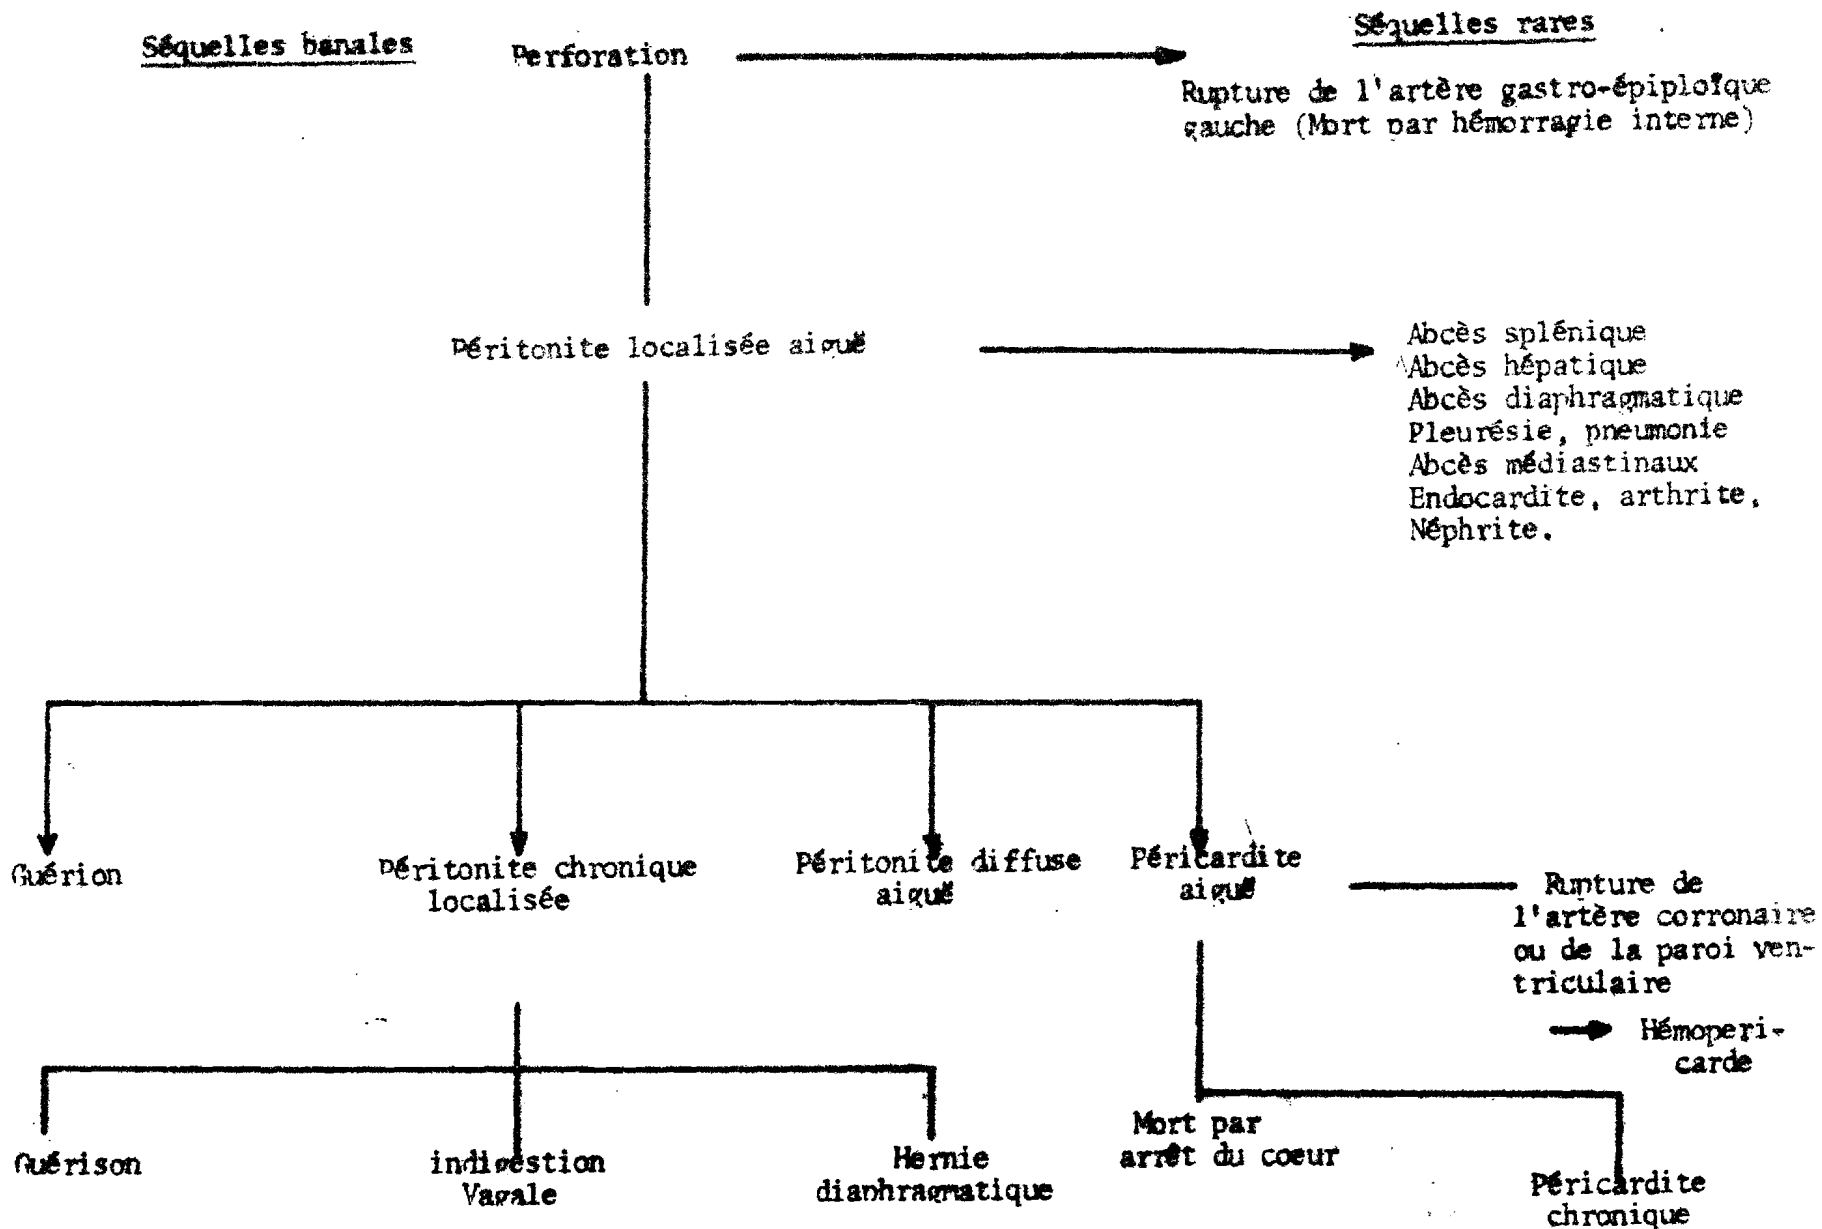 Séquelles banales
Perforation
Séquelles rares
Rupture de l'artère gastro-épiploïque
gauche (Mort par hémorragie interne)
Péritonite localisée aiguë
Abcès splénique
Abcès hépatique
Abcès diaphragmatique
Pleurésie, pneumonie
Abcès médiastinaux
Endocardite, arthrite,
Néphrite.
Guérion
Péritonite chronique
localisée
Péritonite diffuse
aiguë
Péricardite
aiguë
Rupture de
l'artère corronaire
ou de la paroi ven-
triculaire
Hémoperi-
carde
Guérison
indigestion
Vagale
Hernie
diaphragmatique
Mort par
arrêt du coeur
Péricardite
chronique